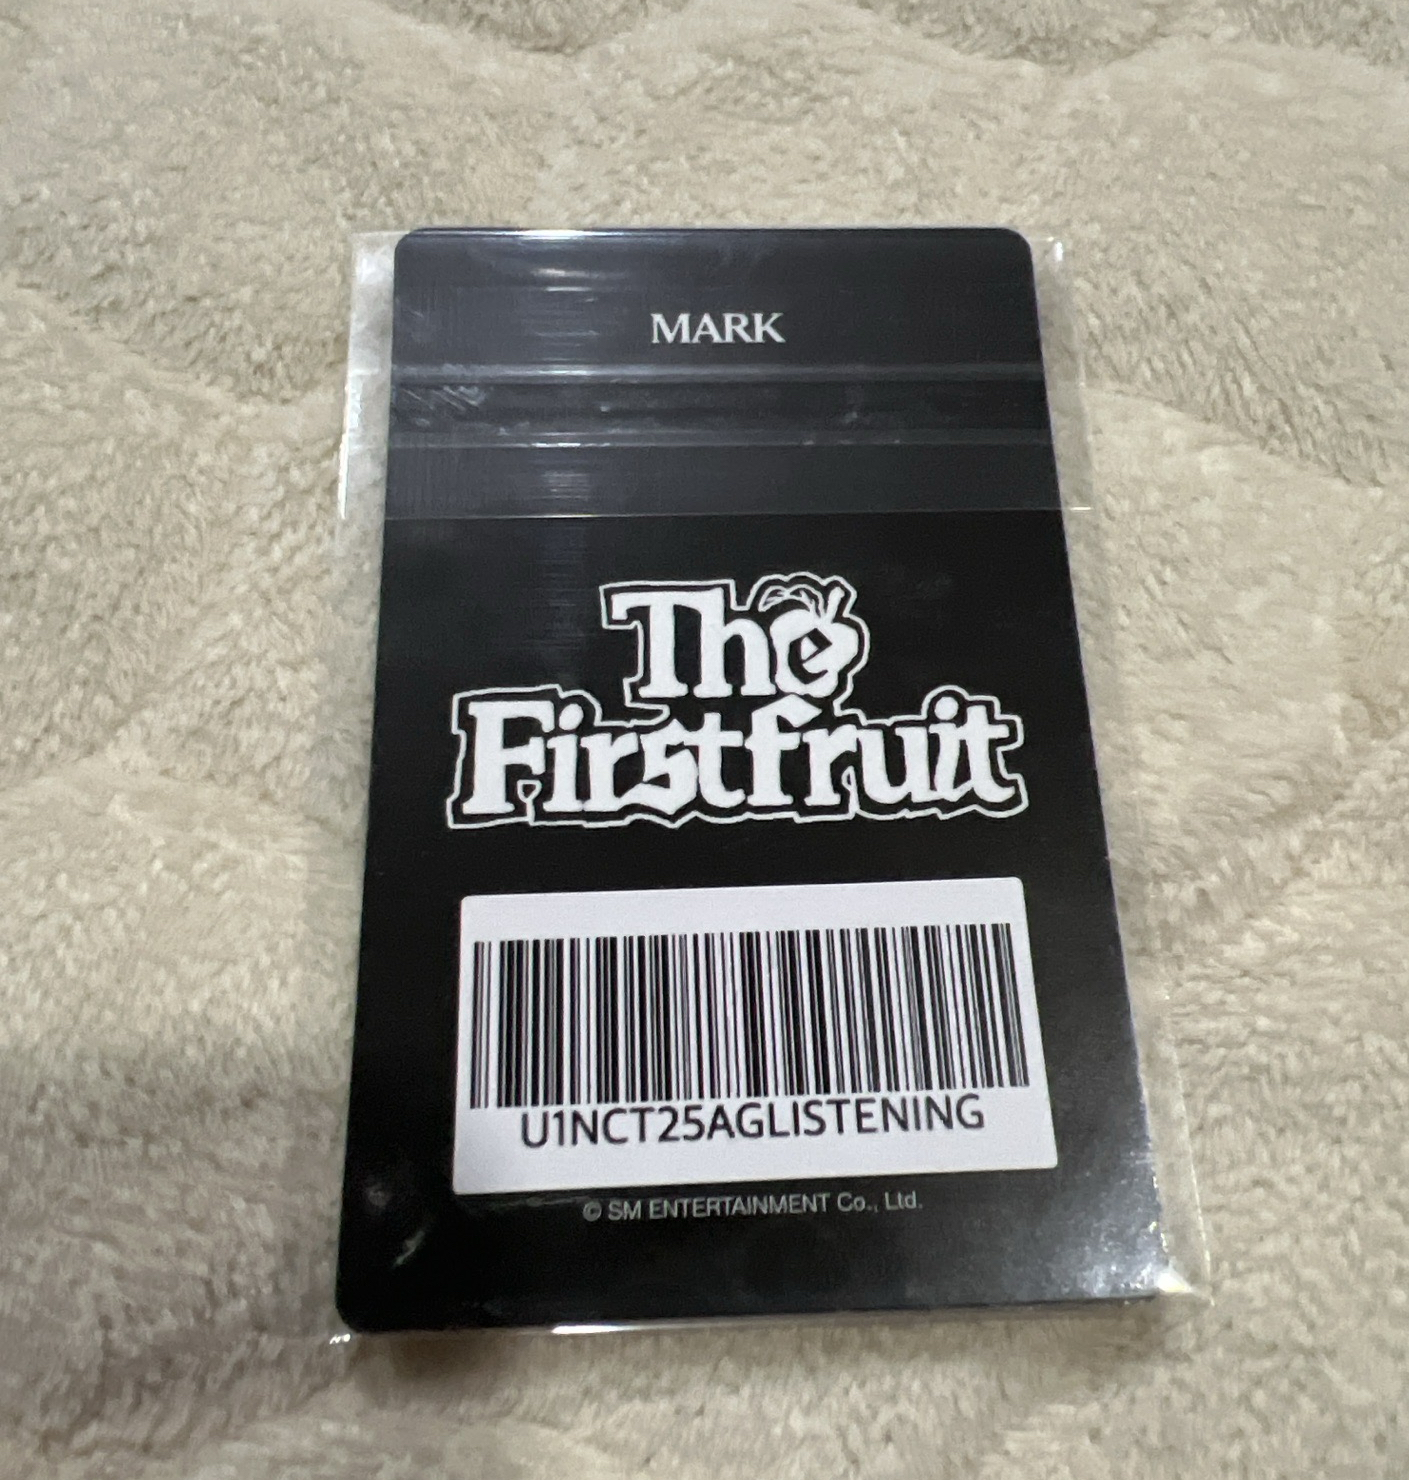 MARK
The
Firstfruit
U1NCT25AGLISTENING
© SM ENTERTAINMENT Co., Ltd.